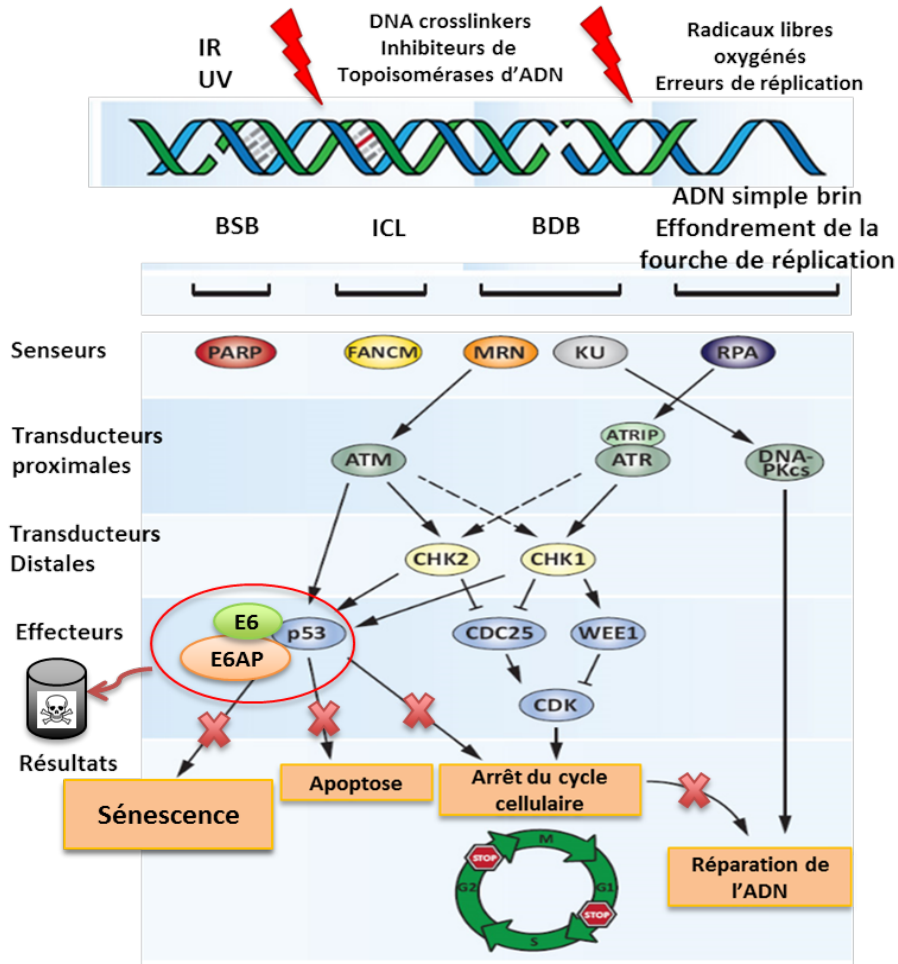 IR
UV
DNA crosslinkers
Inhibiteurs de
Topoisomérases d'ADN
Radicaux libres
oxygénés
Erreurs de réplication
BSB
ICL
BDB
ADN simple brin
Effondrement de la
fourche de réplication
Senseurs
PARP
FANCM
MRN
KU
RPA
Transducteurs
proximales
ATM
ATRIP
ATR
DNA-
PKcs
Transducteurs
Distales
CHK2
CHK1
Effecteurs
E6
p53
E6AP
CDC25
WEE1
CDK
Résultats
Sénescence
Apoptose
Arrêt du cycle
cellulaire
Réparation de
l'ADN
M
STOP
G2
G1
STOP
S